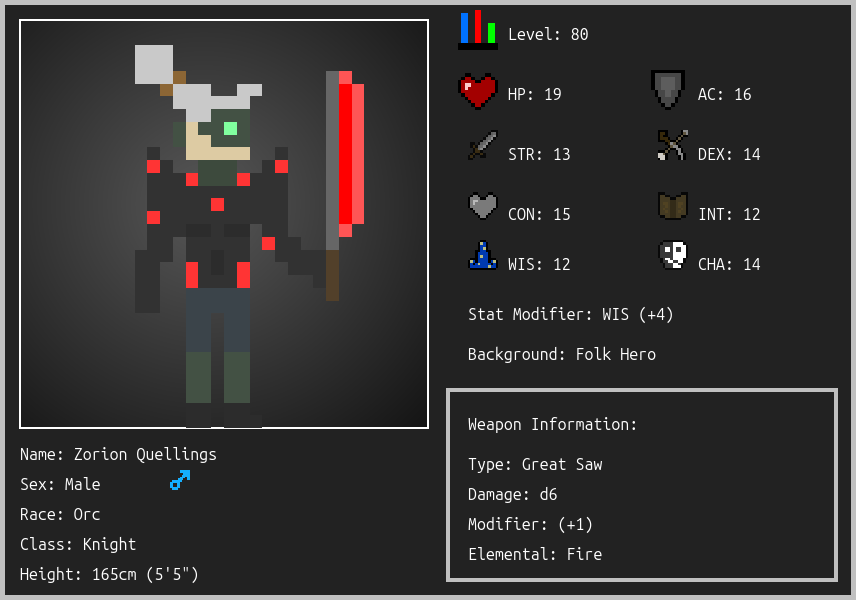 Level: 80
HP: 19
AC: 16
STR: 13
DEX: 14
CON: 15
INT: 12
WIS: 12
CHA: 14
Stat Modifier: WIS (+4)
Background: Folk Hero
Weapon Information:
Type: Great Saw
Damage: d6
Modifier: (+1)
Elemental: Fire
Name: Zorion Quellings
Sex: Male
Race: Orc
Class: Knight
Height: 165cm (5'5")